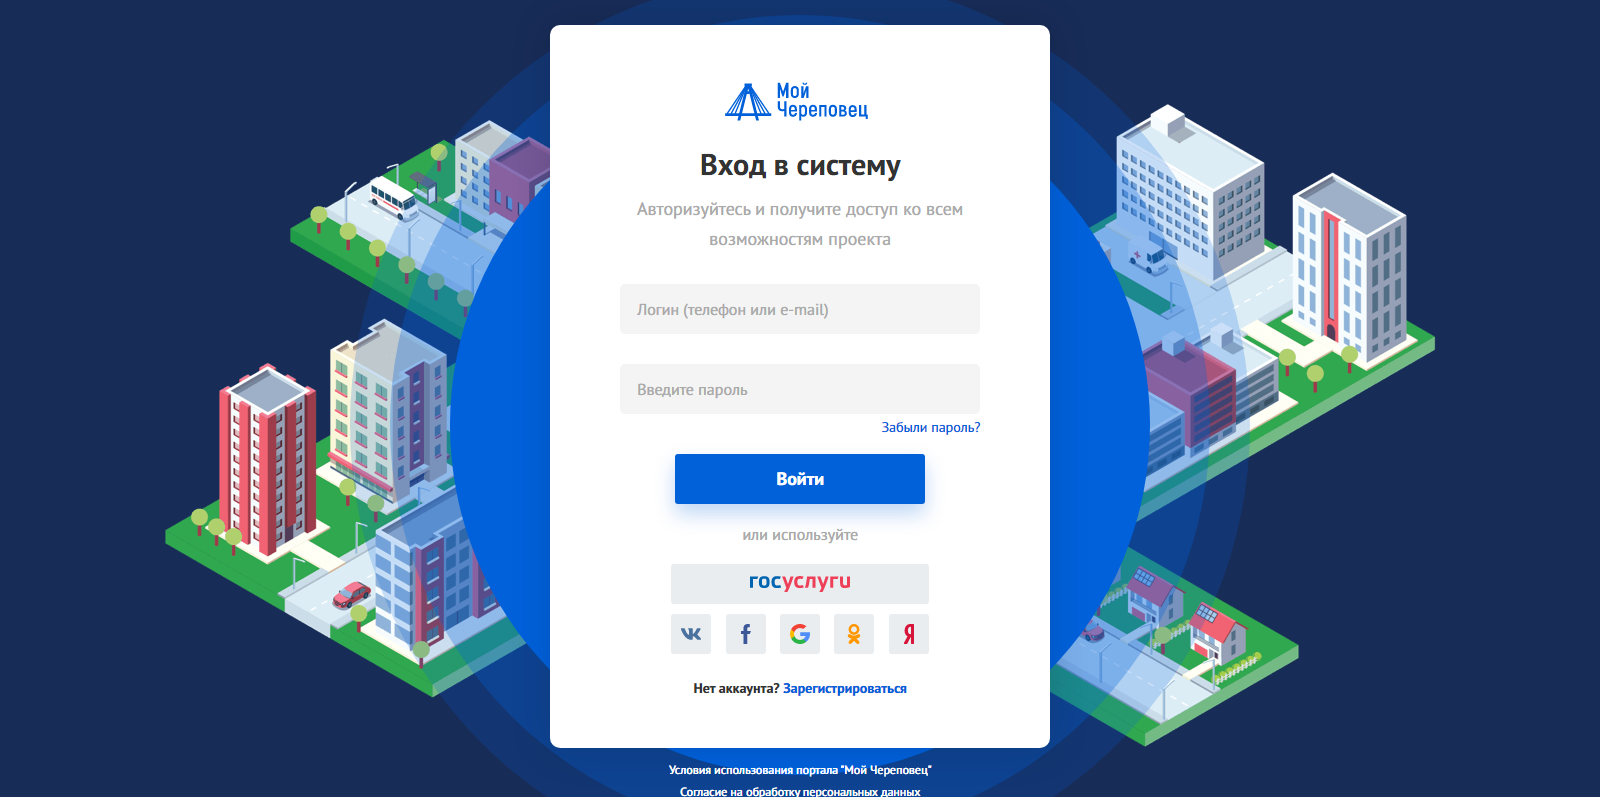 Мой
Череповец
Вход в систему
Авторизуйтесь и получите доступ ко всем
возможностям проекта
Логин (телефон или e-mail)
Введите пароль
Забыли пароль?
Войти
или используйте
госуслуги
Нет аккаунта? Зарегистрироваться
Условия использования портала "Мой Череповец"
Согласие на обработку персональных данных